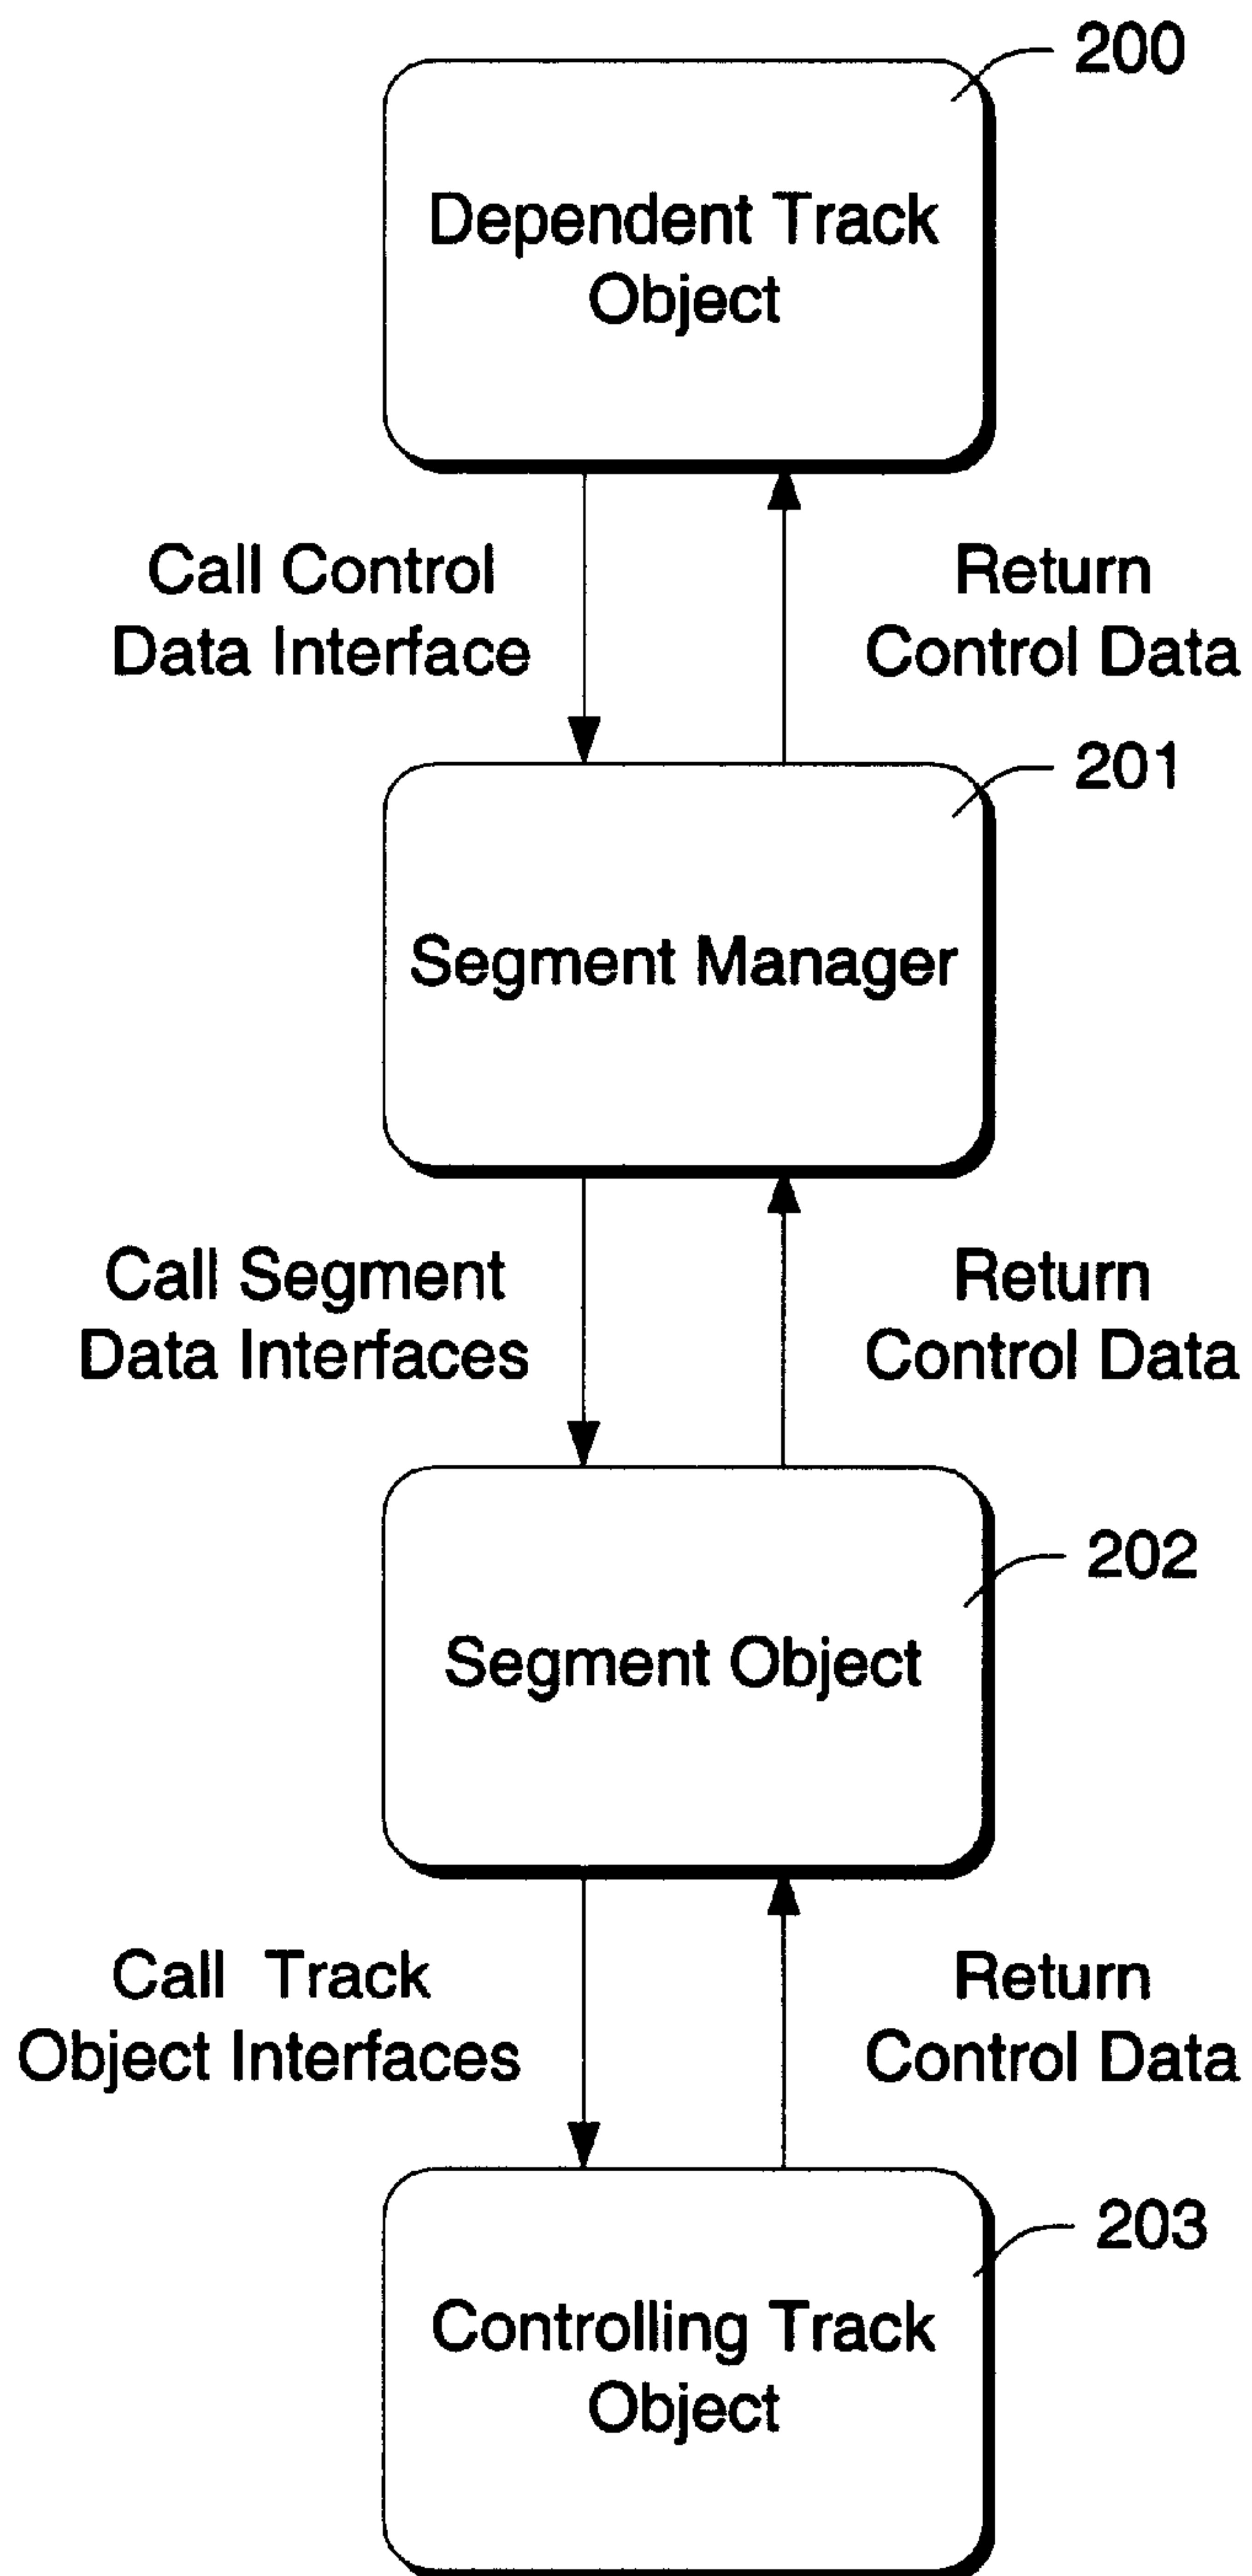 200
Dependent Track
Object
Call Control
Data Interface
Return
Control Data
201
Segment Manager
Call Segment
Data Interfaces
Return
Control Data
202
Segment Object
Call Track
Object Interfaces
Return
Control Data
203
Controlling Track
Object